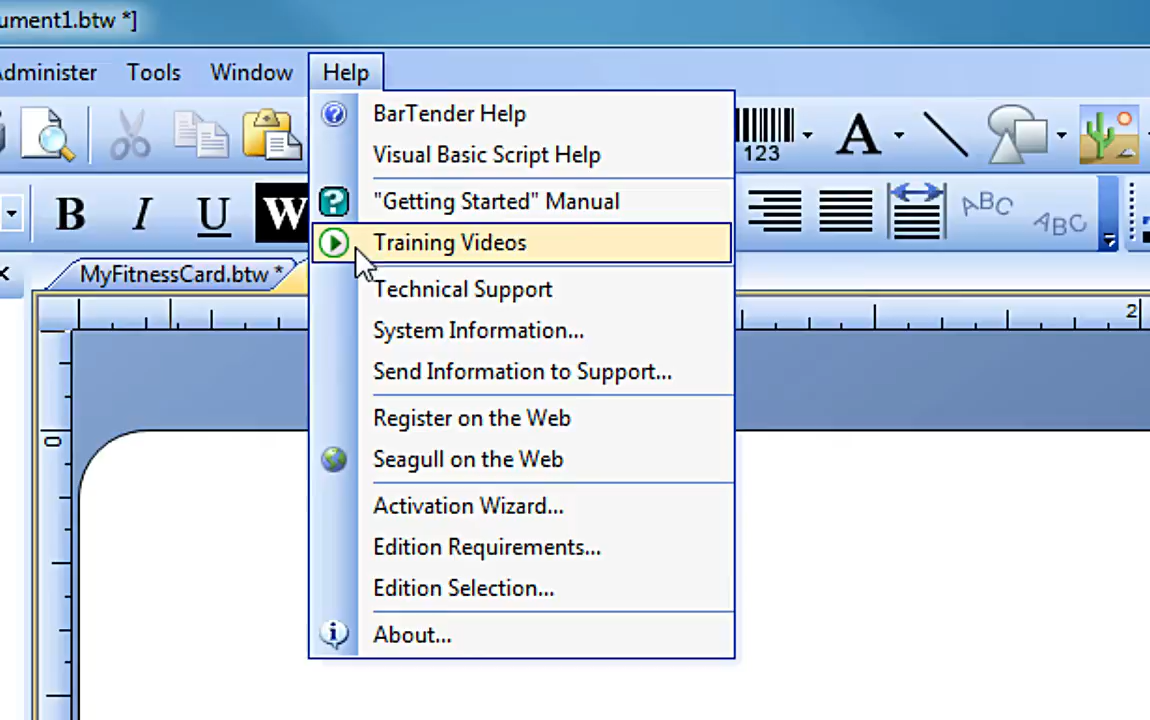 ument1.btw *]
Administer Tools Window Help
BarTender Help
Visual Basic Script Help
"Getting Started" Manual
Training Videos
Technical Support
System Information...
Send Information to Support...
Register on the Web
Seagull on the Web
Activation Wizard...
Edition Requirements...
Edition Selection...
About...
123
A
B I U W
ABC
ABC
MyFitnessCard.btw *
2
0